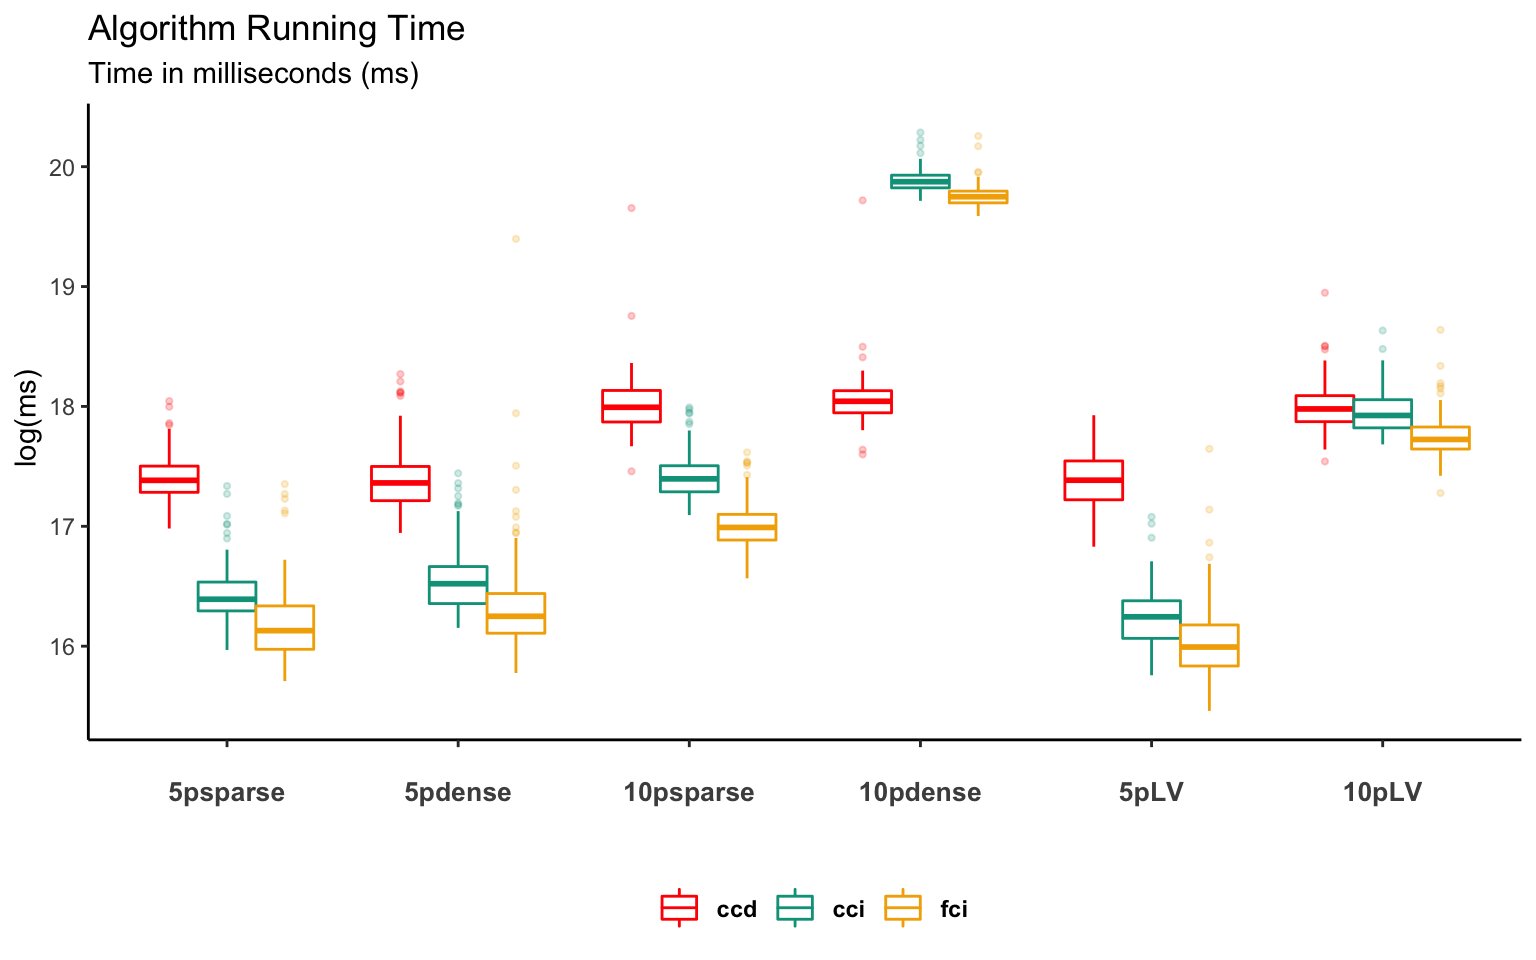 Algorithm Running Time
Time in milliseconds (ms)
log(ms)
20
19
18
17
16
5psparse 5pdense 10psparse 10pdense 5pLV 10pLV
ccd cci fci